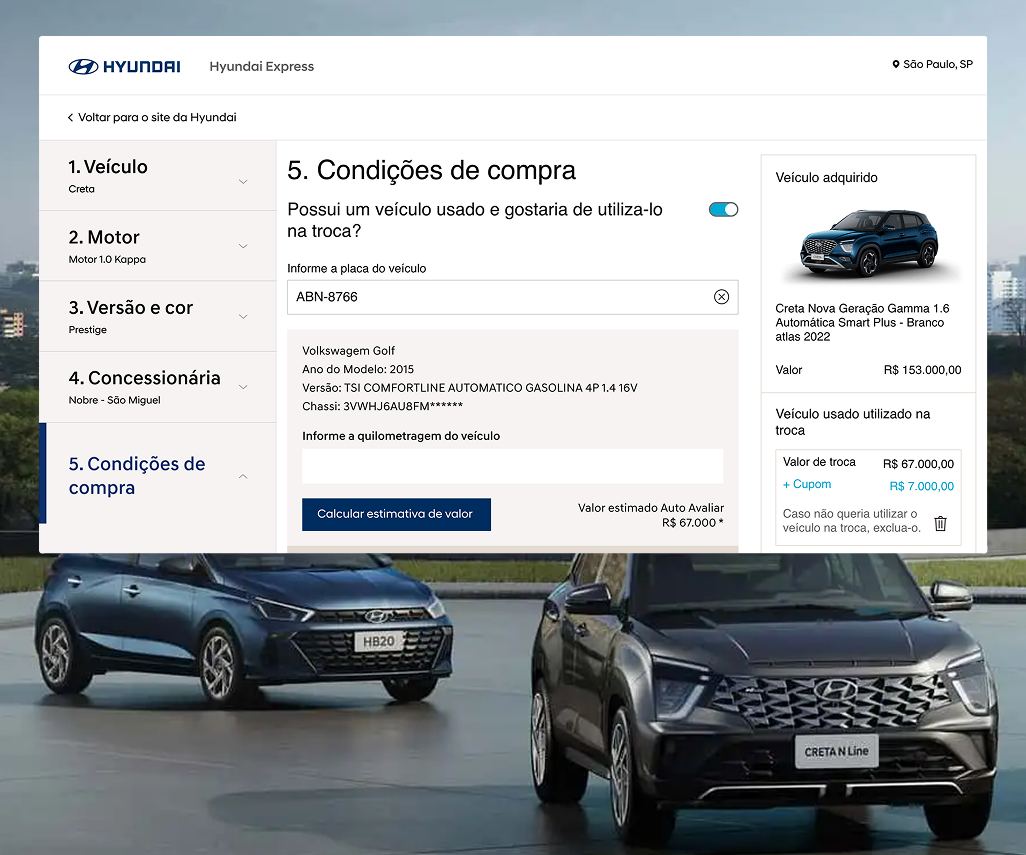 HYUNDAI
Hyundai Express
São Paulo, SP
Voltar para o site da Hyundai
1. Veículo
Creta
2. Motor
Motor 1.0 Kappa
3. Versão e cor
Prestige
4. Concessionária
Nobre - São Miguel
5. Condições de
compra
5. Condições de compra
Possui um veículo usado e gostaria de utiliza-lo
na troca?
Informe a placa do veículo
ABN-8766
Volkswagem Golf
Ano do Modelo: 2015
Versão: TSI COMFORTLINE AUTOMATICO GASOLINA 4P 1.4 16V
Chassi: 3VWHJ6AU8FM******
Informe a quilometragem do veículo
Calcular estimativa de valor
Valor estimado Auto Avaliar
R$ 67.000 *
Veículo adquirido
Creta Nova Geração Gamma 1.6
Automática Smart Plus - Branco
atlas 2022
Valor R$ 153.000,00
Veículo usado utilizado na
troca
Valor de troca R$ 67.000,00
+ Cupom R$ 7.000,00
Caso não queria utilizar o
veículo na troca, exclua-o.
HB20
CRETA N Line